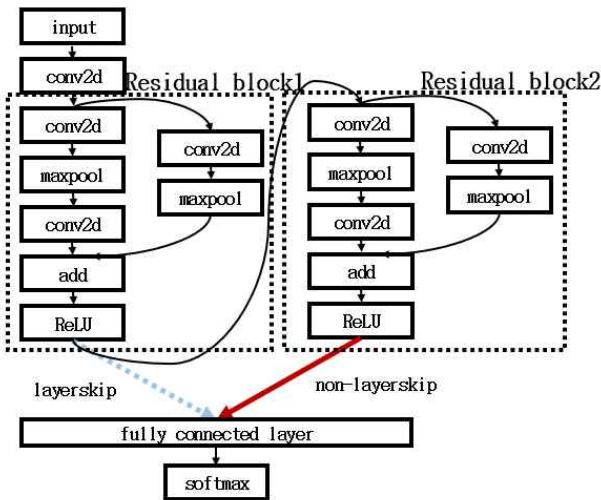 input
conv2d
Residual block1
conv2d
maxpool
conv2d
add
ReLU
conv2d
maxpool
Residual block2
conv2d
maxpool
conv2d
add
ReLU
conv2d
maxpool
layerskip
non-layerskip
fully connected layer
softmax